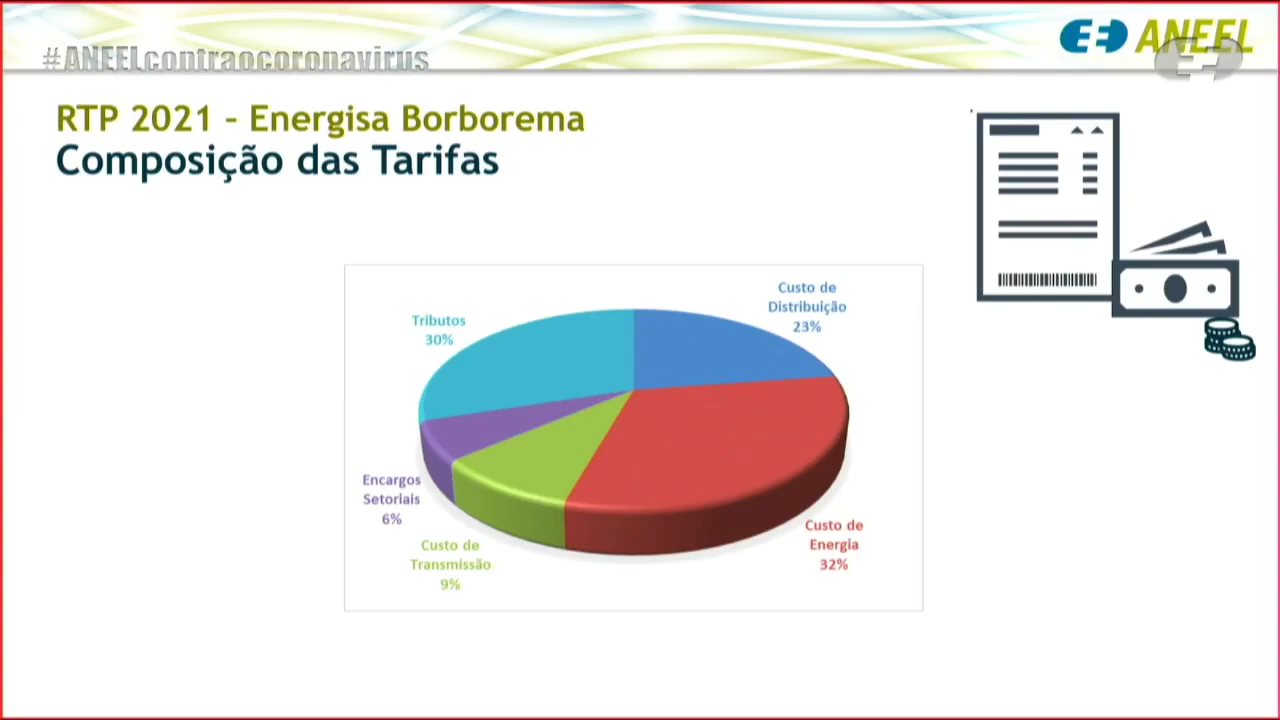 #ANEELcontraocoronavirus
ANEEL
RTP 2021 – Energisa Borborema
Composição das Tarifas
Custo de
Distribuição
23%
Tributos
30%
Encargos
Setoriais
6%
Custo de
Transmissão
9%
Custo de
Energia
32%